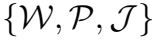 {𝒲, 𝒫, 𝒥}